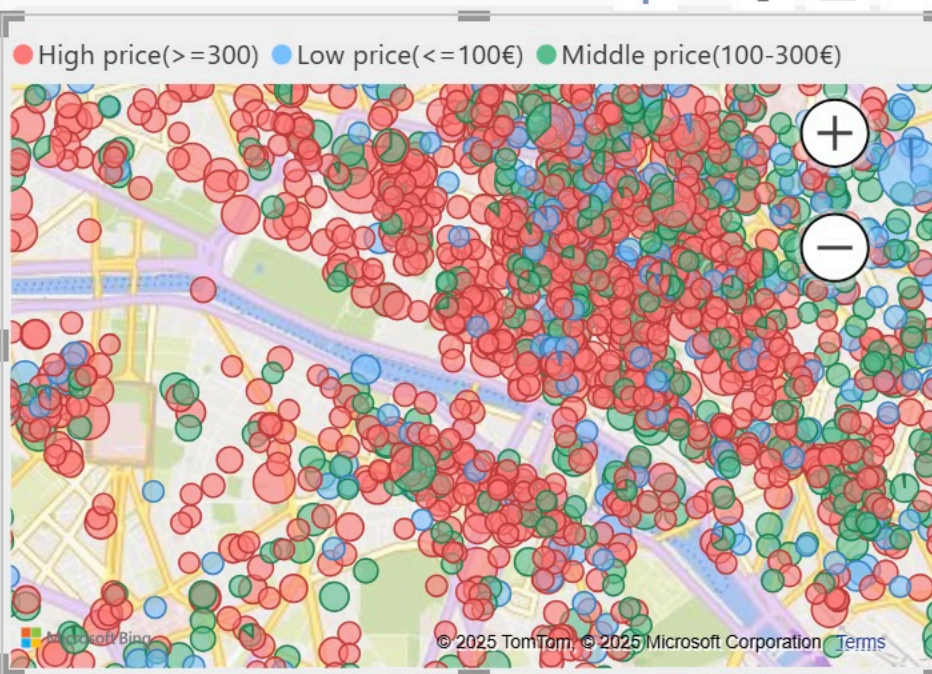 High price(>=300) Low price(<=100€) Middle price(100-300€)
Microsoft Bing
© 2025 TomTom, © 2025 Microsoft Corporation Terms